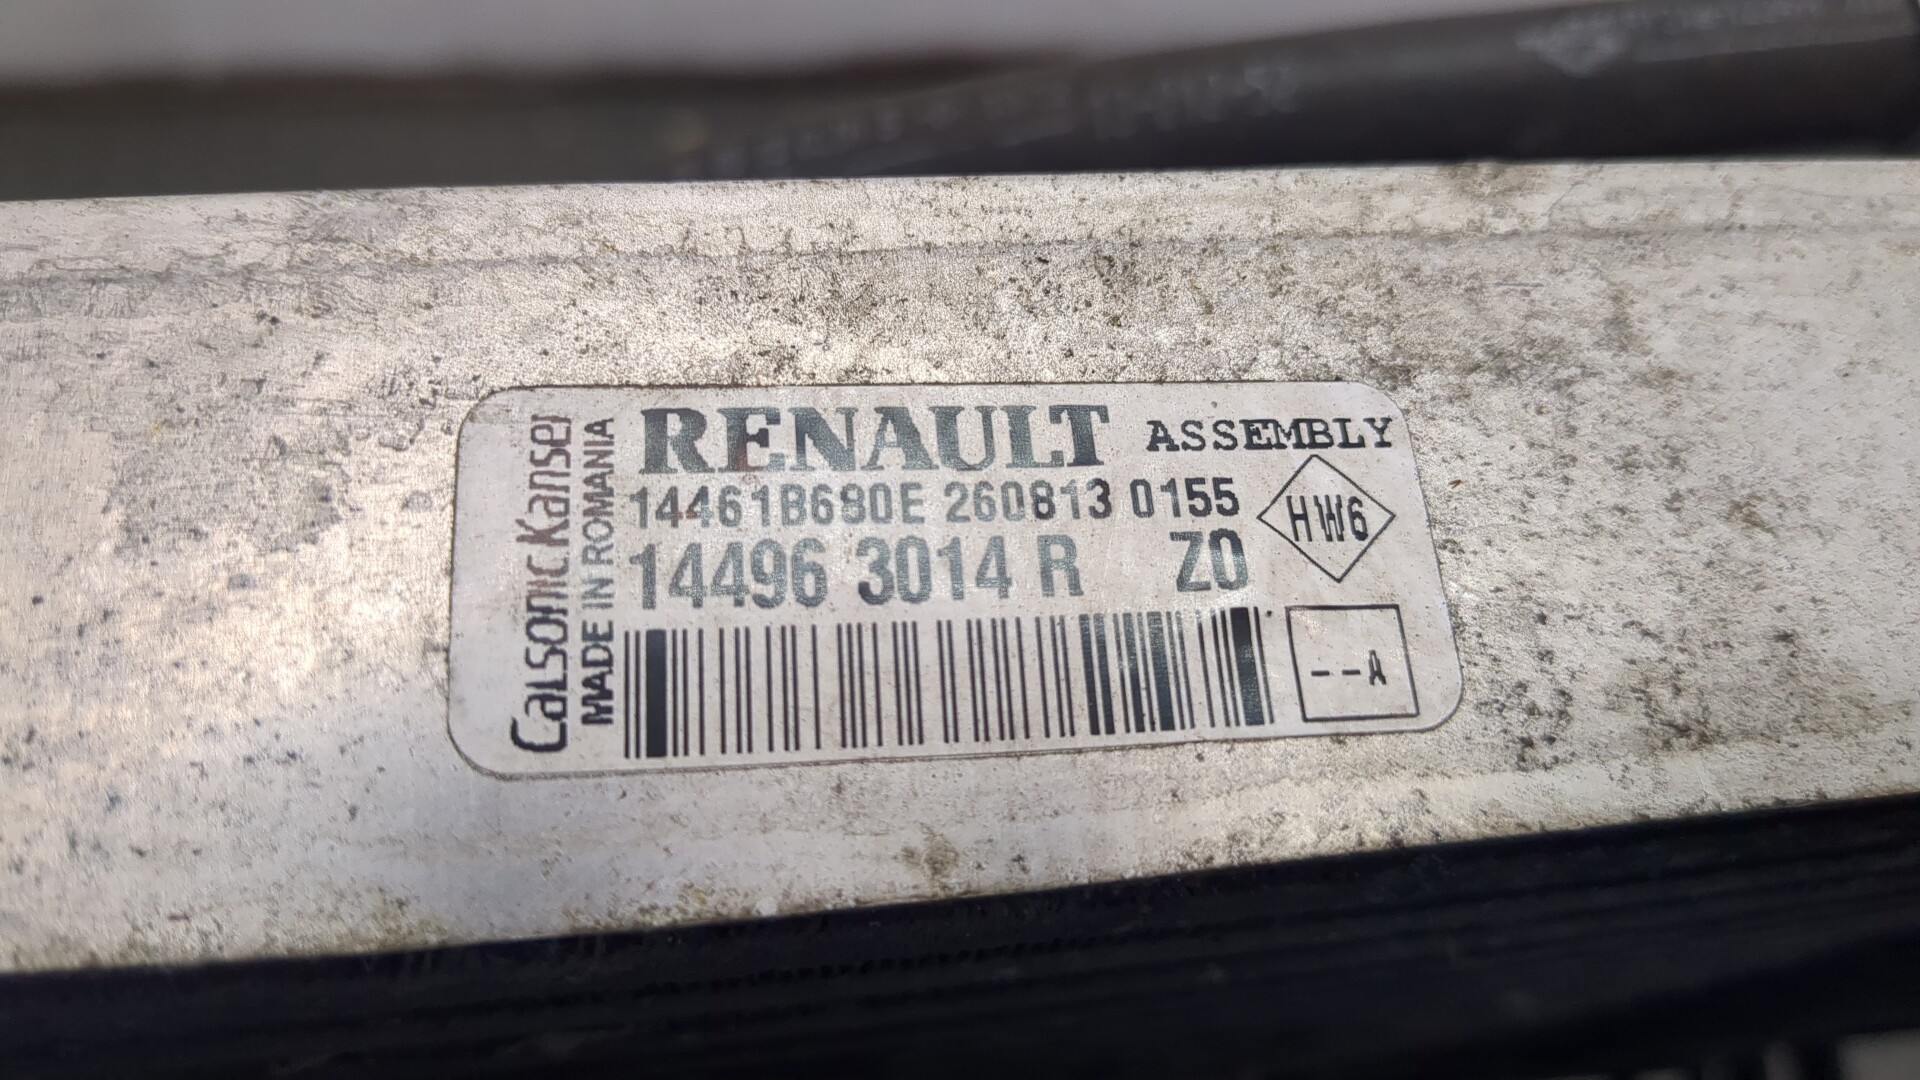 RENAULT ASSEMBLY
14461B680E 260813 0155
HW6
14496 3014 R Z0
--A
Calsonic Kansei
MADE IN ROMANIA